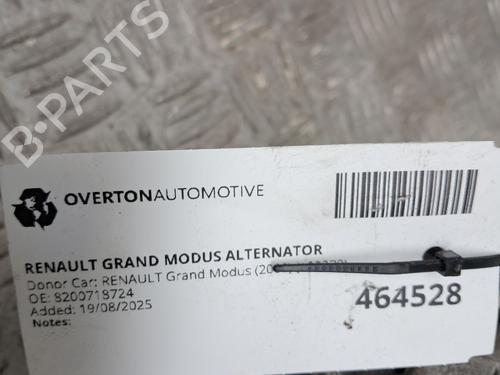 B-PARTS
OVERTONAUTOMOTIVE
RENAULT GRAND MODUS ALTERNATOR
Donor Car: RENAULT Grand Modus
OE: 8200718724
464528
Added: 19/08/2025
Notes: